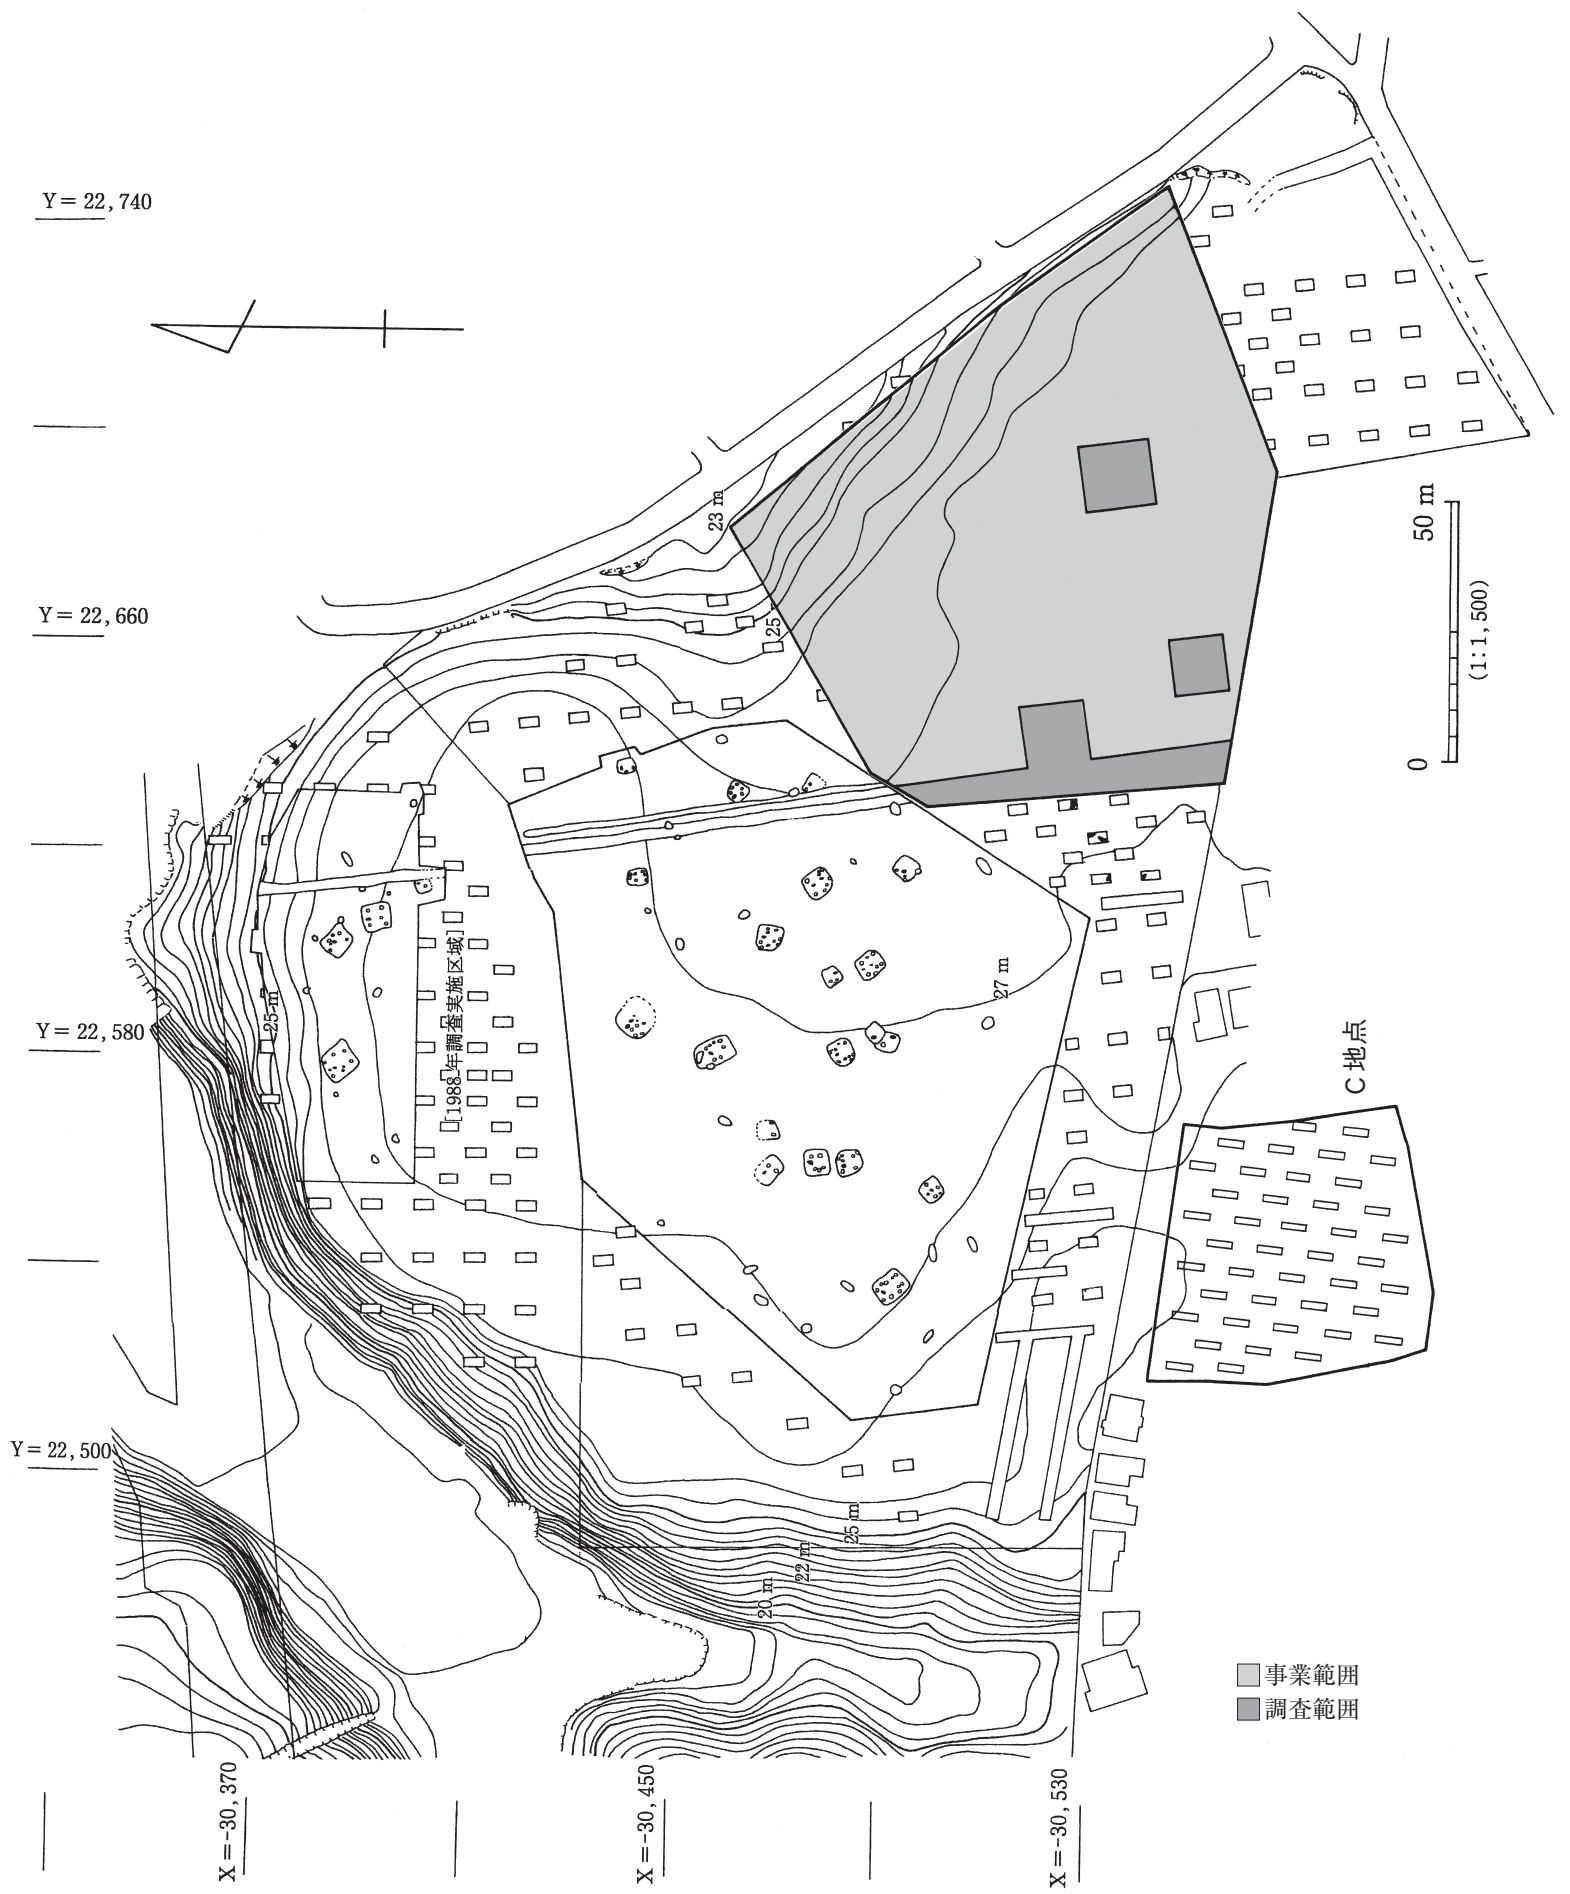 Y = 22,740
Y = 22,660
Y = 22,580
Y = 22,500
X = -30,370
X = -30,450
X = -30,530
23 m
25
25 m
[1988年調査実施区域]
27 m
25 m
22 m
20 m
C地点
0
50 m
(1:1,500)
事業範囲
調査範囲